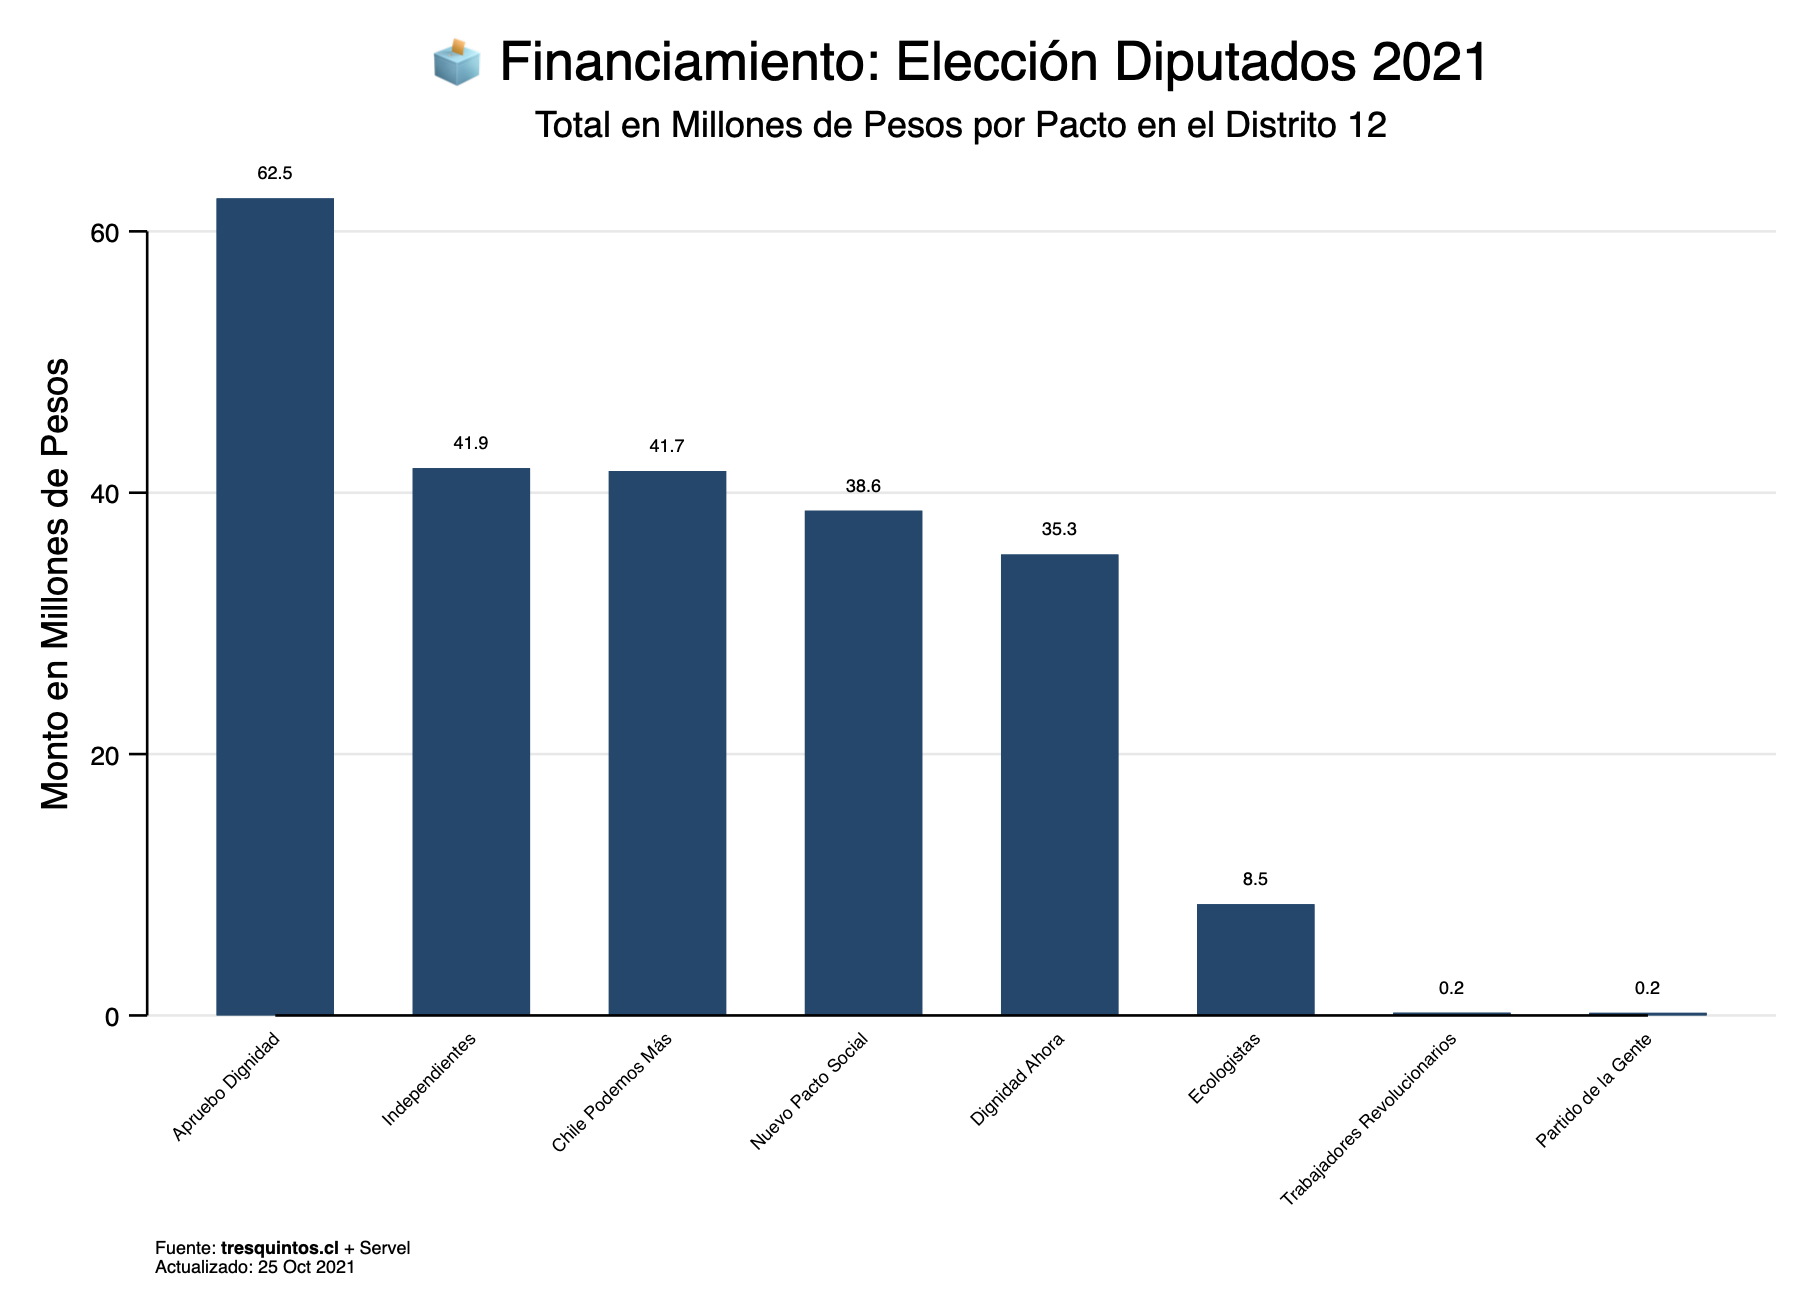 Financiamiento: Elección Diputados 2021
Total en Millones de Pesos por Pacto en el Distrito 12
Monto en Millones de Pesos
60
40
20
0
62.5
41.9
41.7
38.6
35.3
8.5
0.2
0.2
Apruebo Dignidad
Independientes
Chile Podemos Más
Nuevo Pacto Social
Dignidad Ahora
Ecologistas
Trabajadores Revolucionarios
Partido de la Gente
Fuente: tresquintos.cl + Servel
Actualizado: 25 Oct 2021